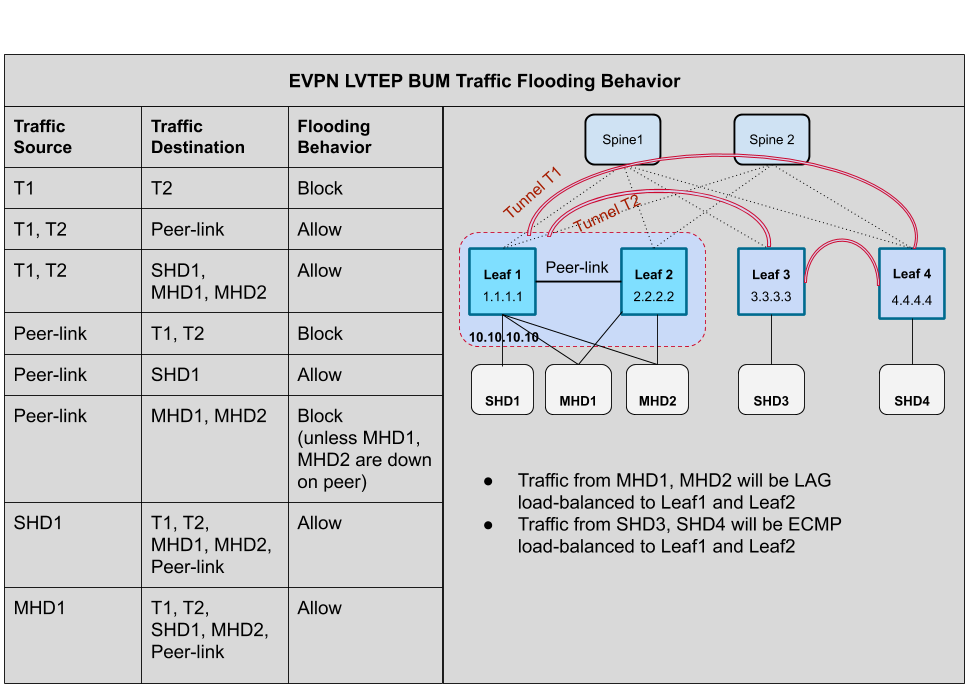 EVPN LVTEP BUM Traffic Flooding Behavior
Traffic
Source
Traffic
Destination
Flooding
Behavior
T1
T2
Block
T1, T2
Peer-link
Allow
T1, T2
SHD1,
MHD1, MHD2
Allow
Peer-link
T1, T2
Block
Peer-link
SHD1
Allow
Peer-link
MHD1, MHD2
Block
(unless MHD1,
MHD2 are down
on peer)
SHD1
T1, T2,
MHD1, MHD2,
Peer-link
Allow
MHD1
T1, T2,
SHD1, MHD2,
Peer-link
Allow
Spine1
Spine 2
Tunnel T1
Tunnel T2
Leaf 1
1.1.1.1
Peer-link
Leaf 2
2.2.2.2
Leaf 3
3.3.3.3
Leaf 4
4.4.4.4
10.10.10.10
SHD1
MHD1
MHD2
SHD3
SHD4
● Traffic from MHD1, MHD2 will be LAG
load-balanced to Leaf1 and Leaf2
● Traffic from SHD3, SHD4 will be ECMP
load-balanced to Leaf1 and Leaf2